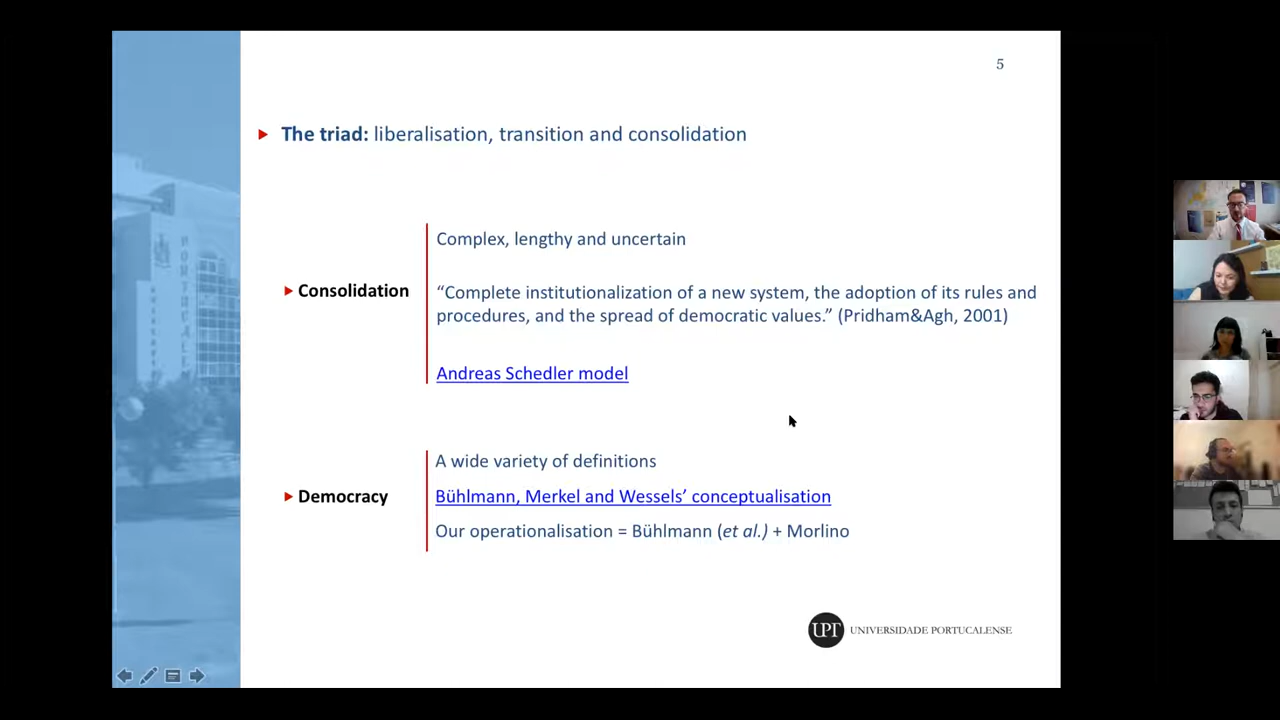 5
The triad: liberalisation, transition and consolidation
Complex, lengthy and uncertain
Consolidation
“Complete institutionalization of a new system, the adoption of its rules and
procedures, and the spread of democratic values.” (Pridham&Agh, 2001)
Andreas Schedler model
A wide variety of definitions
Democracy
Bühlmann, Merkel and Wessels’ conceptualisation
Our operationalisation = Bühlmann (et al.) + Morlino
UPT UNIVERSIDADE PORTUCALENSE